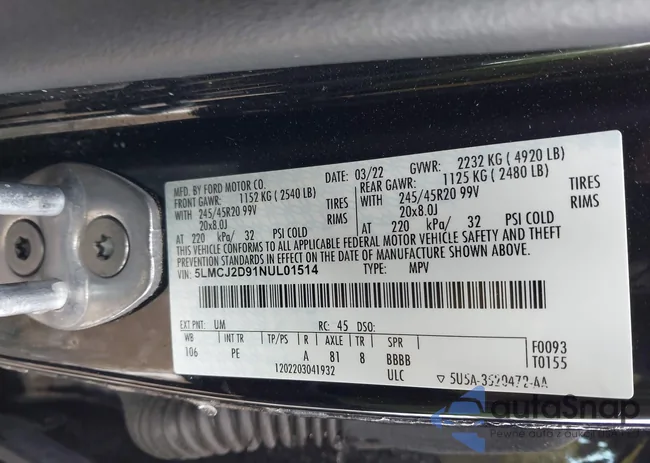 MFD. BY FORD MOTOR CO.
DATE: 03/22 GVWR: 2232 KG ( 4920 LB)
FRONT GAWR: 1152 KG ( 2540 LB) REAR GAWR: 1125 KG ( 2480 LB)
WITH 245/45R20 99V TIRES WITH 245/45R20 99V TIRES
20x8.0J RIMS 20x8.0J RIMS
AT 220 kPa/ 32 PSI COLD AT 220 kPa/ 32 PSI COLD
THIS VEHICLE CONFORMS TO ALL APPLICABLE FEDERAL MOTOR VEHICLE SAFETY AND THEFT
PREVENTION STANDARDS IN EFFECT ON THE DATE OF MANUFACTURE SHOWN ABOVE.
VIN: 5LMCJ2D91NUL01514 TYPE: MPV
EXT PNT: UM RC: 45 DSO:
WB INT TR TP/PS R AXLE TR SPR F0093
106 PE A 81 8 BBBB T0155
1202203041932 ULC
autoSnap